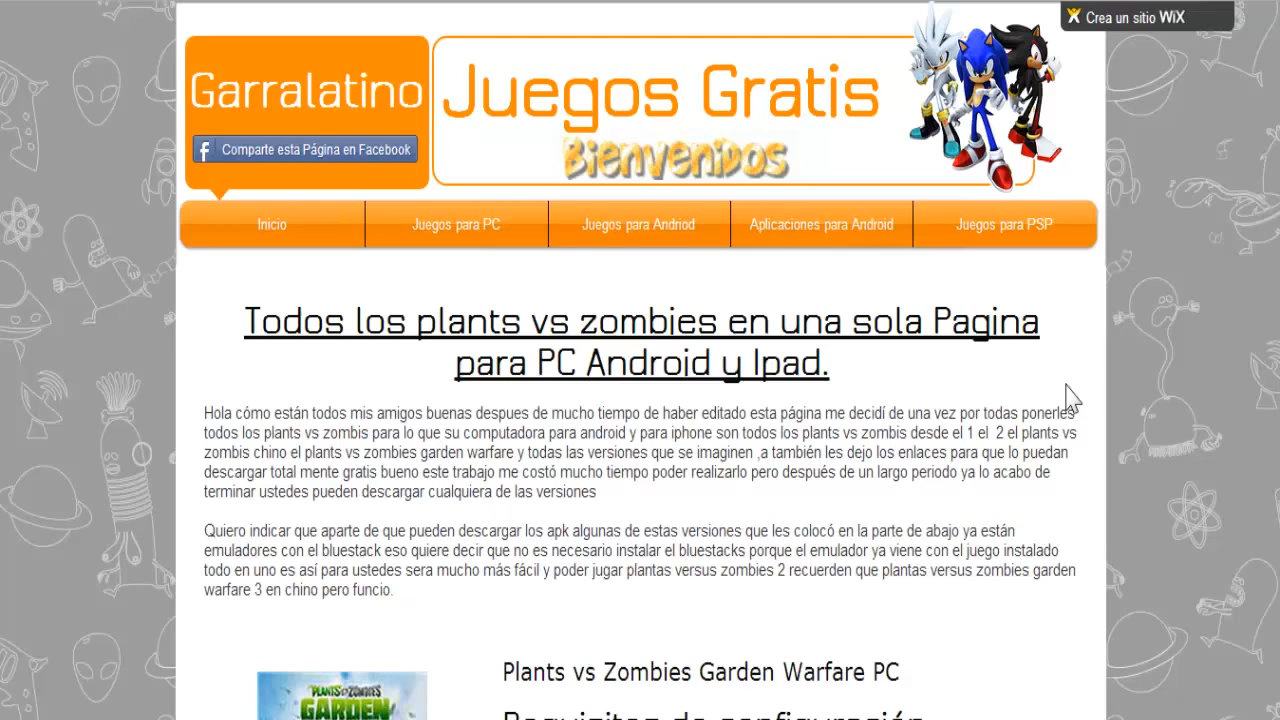 Crea un sitio WiX
Garralatino
Juegos Gratis
Comparte esta Página en Facebook
Bienvenidos
Inicio
Juegos para PC
Juegos para Andriod
Aplicaciones para Android
Juegos para PSP
Todos los plants vs zombies en una sola Pagina
para PC Android y Ipad.
Hola cómo están todos mis amigos buenas despues de mucho tiempo de haber editado esta página me decidí de una vez por todas ponerles
todos los plants vs zombis para lo que su computadora para android y para iphone son todos los plants vs zombis desde el 1 el 2 el plants vs
zombis chino el plants vs zombies garden warfare y todas las versiones que se imaginen ,a también les dejo los enlaces para que lo puedan
descargar total mente gratis bueno este trabajo me costó mucho tiempo poder realizarlo pero después de un largo periodo ya lo acabo de
terminar ustedes pueden descargar cualquiera de las versiones
Quiero indicar que aparte de que pueden descargar los apk algunas de estas versiones que les colocó en la parte de abajo ya están
emuladores con el bluestack eso quiere decir que no es necesario instalar el bluestacks porque el emulador ya viene con el juego instalado
todo en uno es así para ustedes sera mucho más fácil y poder jugar plantas versus zombies 2 recuerden que plantas versus zombies garden
warfare 3 en chino pero funcio.
Plants vs Zombies Garden Warfare PC
PLANTS VS ZOMBIES
GARDEN
Requisitos de configuración